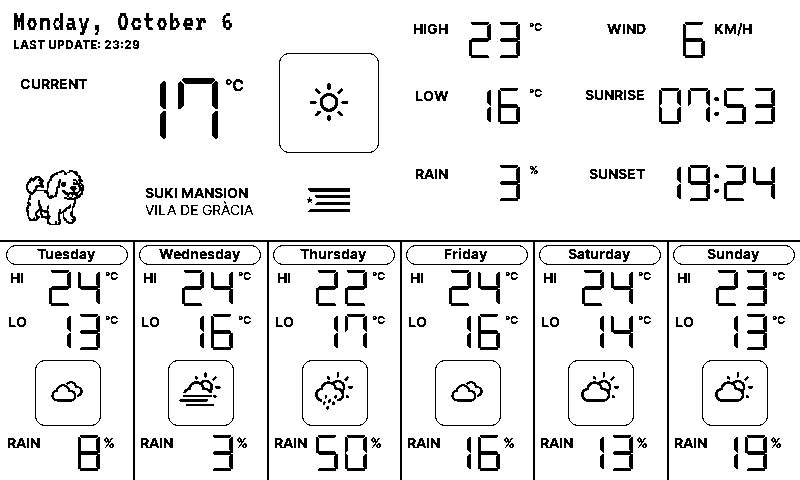 Monday, October 6
LAST UPDATE: 23:29
CURRENT 17 °C
HIGH 23 °C
WIND 6 KM/H
LOW 16 °C
SUNRISE 07:53
RAIN 3 %
SUNSET 19:24
SUKI MANSION
VILA DE GRÀCIA
Tuesday
HI 24 °C
LO 13 °C
RAIN 8 %
Wednesday
HI 24 °C
LO 16 °C
RAIN 3 %
Thursday
HI 22 °C
LO 17 °C
RAIN 50 %
Friday
HI 24 °C
LO 16 °C
RAIN 16 %
Saturday
HI 24 °C
LO 14 °C
RAIN 13 %
Sunday
HI 23 °C
LO 13 °C
RAIN 19 %